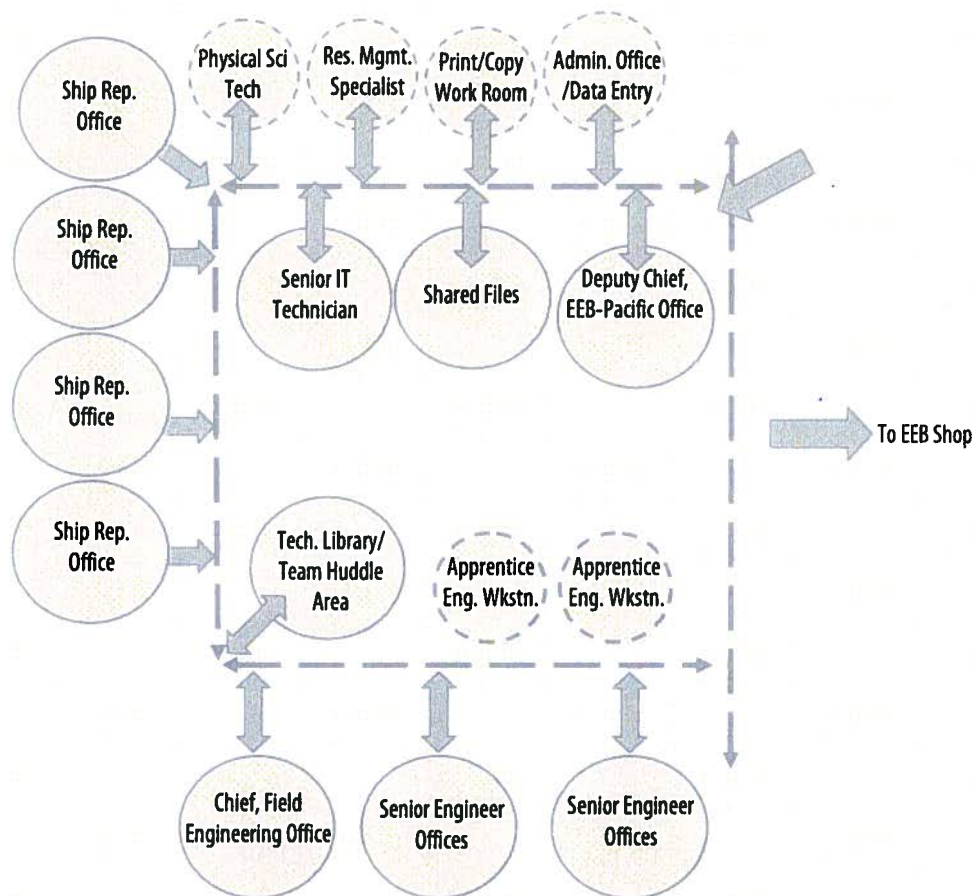 Ship Rep.
Office
Physical Sci
Tech
Res. Mgmt.
Specialist
Print/Copy
Work Room
Admin. Office
/Data Entry
Ship Rep.
Office
Senior IT
Technician
Shared Files
Deputy Chief,
EEB-Pacific Office
Ship Rep.
Office
To EEB Shop
Ship Rep.
Office
Tech. Library/
Team Huddle
Area
Apprentice
Eng. Wkstn.
Apprentice
Eng. Wkstn.
Chief, Field
Engineering Office
Senior Engineer
Offices
Senior Engineer
Offices